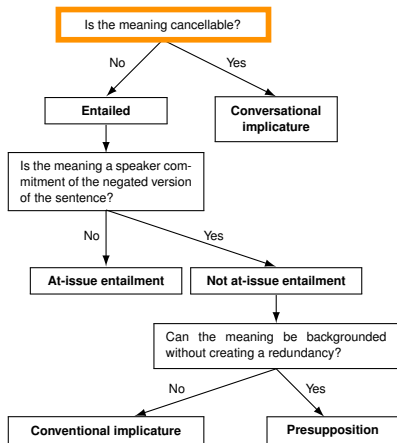 Is the meaning cancellable?
No
Yes
Entailed
Conversational
implicature
Is the meaning a speaker com-
mitment of the negated version
of the sentence?
No
Yes
At-issue entailment
Not at-issue entailment
Can the meaning be backgrounded
without creating a redundancy?
No
Yes
Conventional implicature
Presupposition